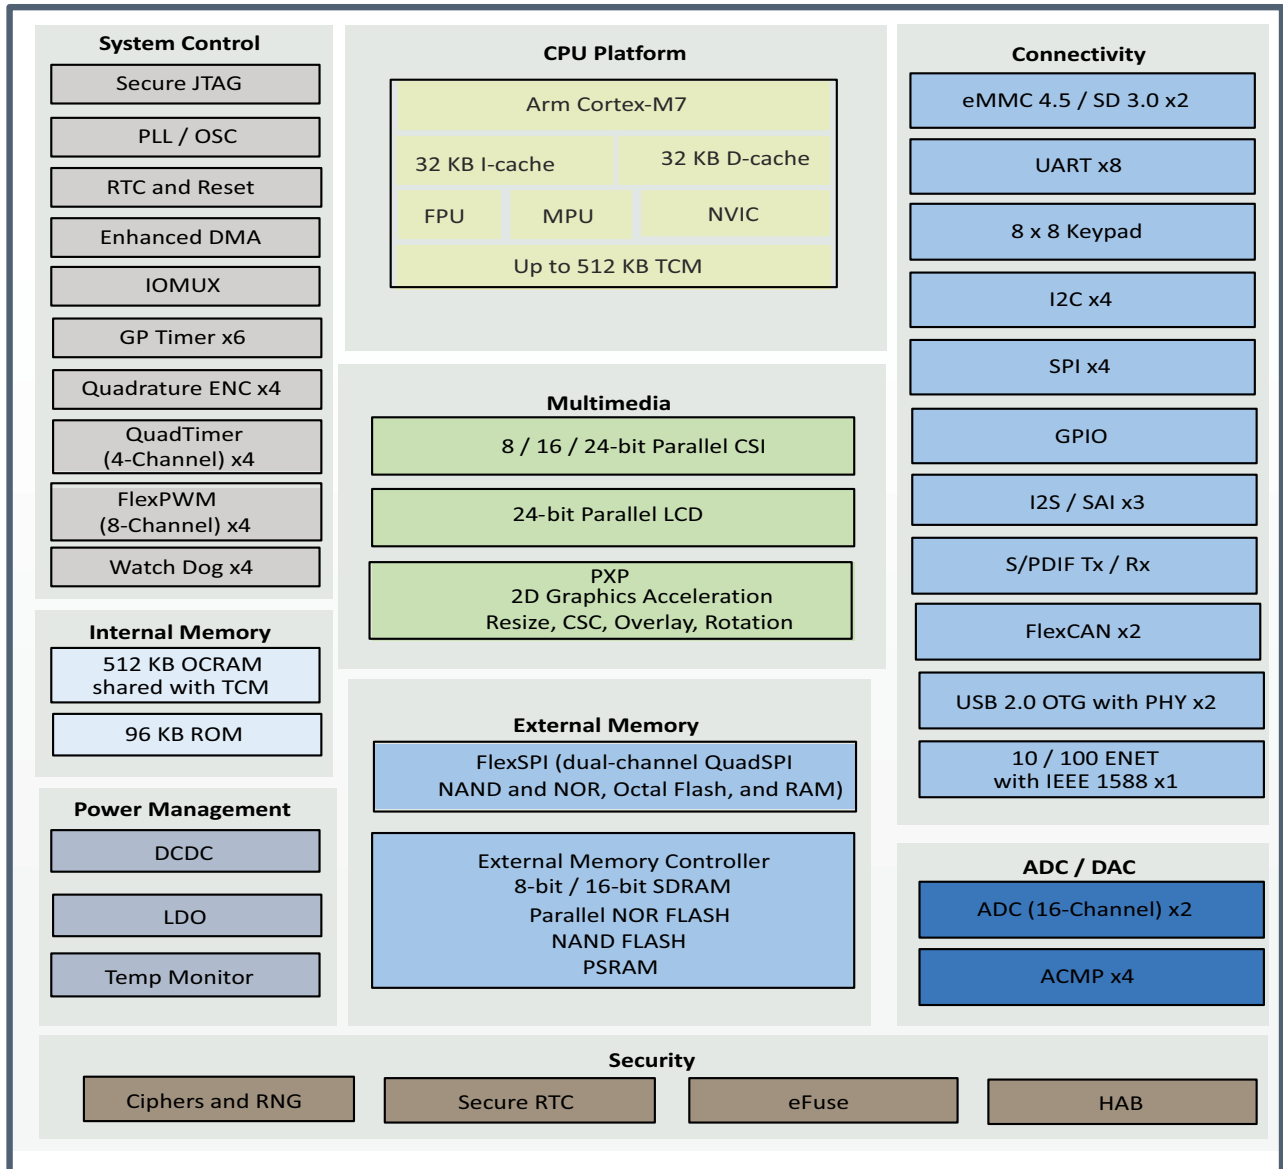 System Control
Secure JTAG
PLL / OSC
RTC and Reset
Enhanced DMA
IOMUX
GP Timer x6
Quadrature ENC x4
QuadTimer
(4-Channel) x4
FlexPWM
(8-Channel) x4
Watch Dog x4
Internal Memory
512 KB OCRAM
shared with TCM
96 KB ROM
Power Management
DCDC
LDO
Temp Monitor
CPU Platform
Arm Cortex-M7
32 KB I-cache
32 KB D-cache
FPU
MPU
NVIC
Up to 512 KB TCM
Multimedia
8 / 16 / 24-bit Parallel CSI
24-bit Parallel LCD
PXP
2D Graphics Acceleration
Resize, CSC, Overlay, Rotation
External Memory
FlexSPI (dual-channel QuadSPI
NAND and NOR, Octal Flash, and RAM)
External Memory Controller
8-bit / 16-bit SDRAM
Parallel NOR FLASH
NAND FLASH
PSRAM
Connectivity
eMMC 4.5 / SD 3.0 x2
UART x8
8 x 8 Keypad
I2C x4
SPI x4
GPIO
I2S / SAI x3
S/PDIF Tx / Rx
FlexCAN x2
USB 2.0 OTG with PHY x2
10 / 100 ENET
with IEEE 1588 x1
ADC / DAC
ADC (16-Channel) x2
ACMP x4
Security
Ciphers and RNG
Secure RTC
eFuse
HAB